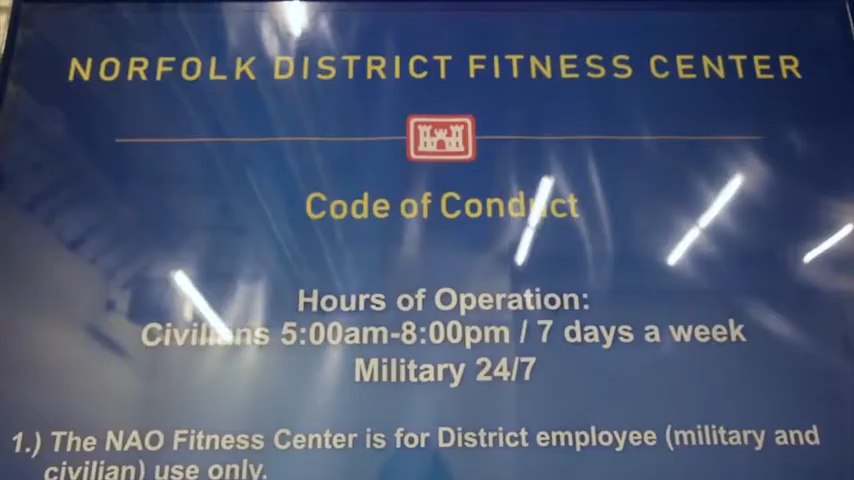 NORFOLK DISTRICT FITNESS CENTER
Code of Conduct
Hours of Operation:
Civilians 5:00am-8:00pm / 7 days a week
Military 24/7
1.) The NAO Fitness Center is for District employee (military and
civilian) use only.